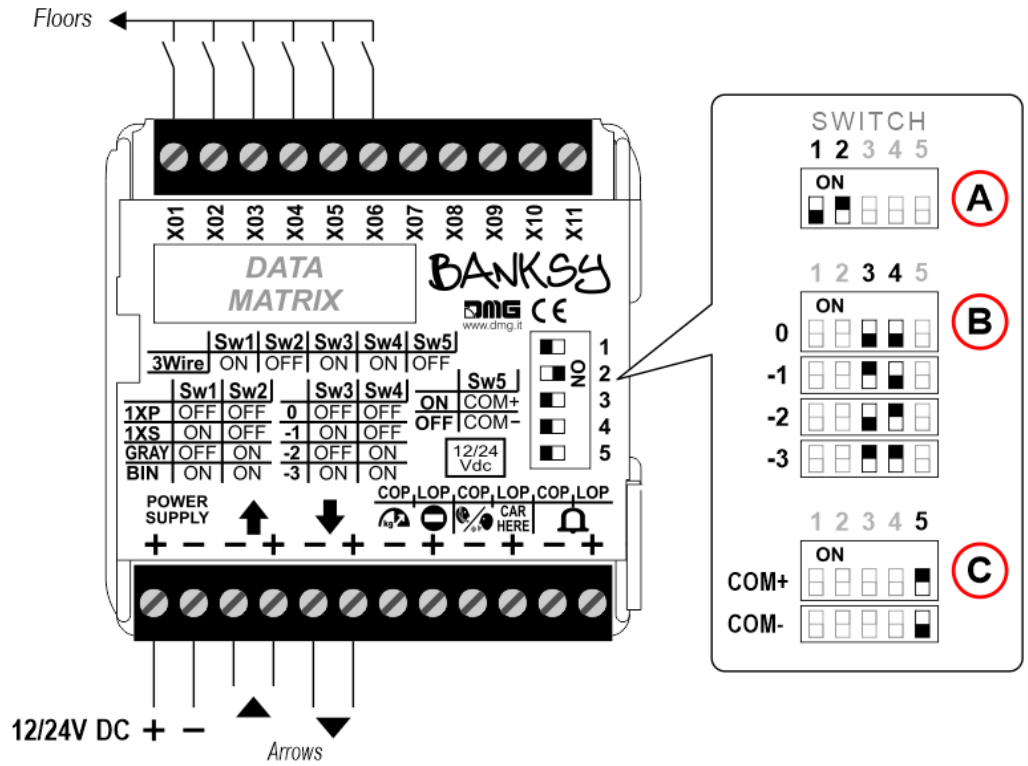 Floors
X01 X02 X03 X04 X05 X06 X07 X08 X09 X10 X11
DATA
MATRIX
BANKSY
DMG CE
www.dmg.it
Sw1 Sw2 Sw3 Sw4 Sw5
3Wire ON OFF ON ON OFF
Sw1 Sw2
1XP OFF OFF
1XS ON OFF
GRAY OFF ON
BIN ON ON
Sw3 Sw4
0 OFF OFF
-1 ON OFF
-2 OFF ON
-3 ON ON
Sw5
ON COM+
OFF COM-
12/24
Vdc
1
2
3
4
5
ON
POWER
SUPPLY
COP LOP COP LOP COP LOP
kg
CAR
HERE
+ - - + - + - + - + - +
12/24V DC + -
Arrows
SWITCH
1 2 3 4 5
ON
A
1 2 3 4 5
ON
0
-1
-2
-3
B
1 2 3 4 5
ON
COM+
COM-
C